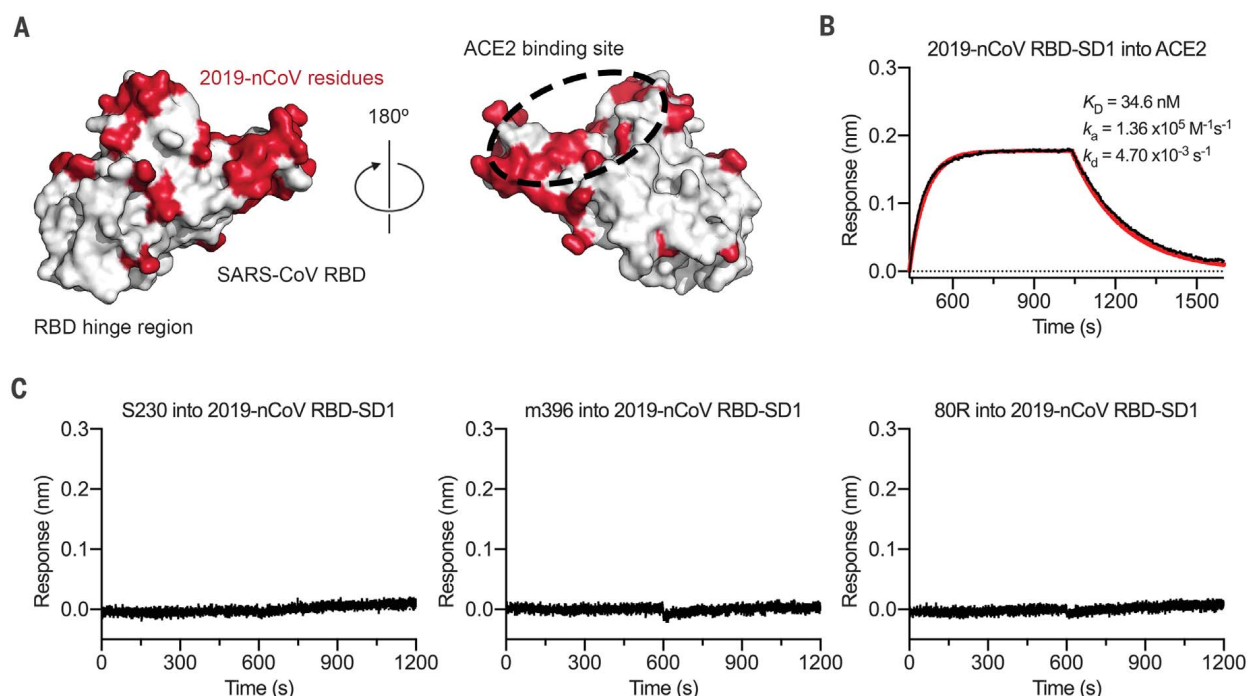 A
2019-nCoV residues
180º
SARS-CoV RBD
RBD hinge region
ACE2 binding site
B
2019-nCoV RBD-SD1 into ACE2
K_D = 34.6 nM
k_a = 1.36 x10⁵ M⁻¹s⁻¹
k_d = 4.70 x10⁻³ s⁻¹
Response (nm)
0.3
0.2
0.1
0.0
600 900 1200 1500
Time (s)
C
S230 into 2019-nCoV RBD-SD1
Response (nm)
0.3
0.2
0.1
0.0
0 300 600 900 1200
Time (s)
m396 into 2019-nCoV RBD-SD1
Response (nm)
0.3
0.2
0.1
0.0
0 300 600 900 1200
Time (s)
80R into 2019-nCoV RBD-SD1
Response (nm)
0.3
0.2
0.1
0.0
0 300 600 900 1200
Time (s)